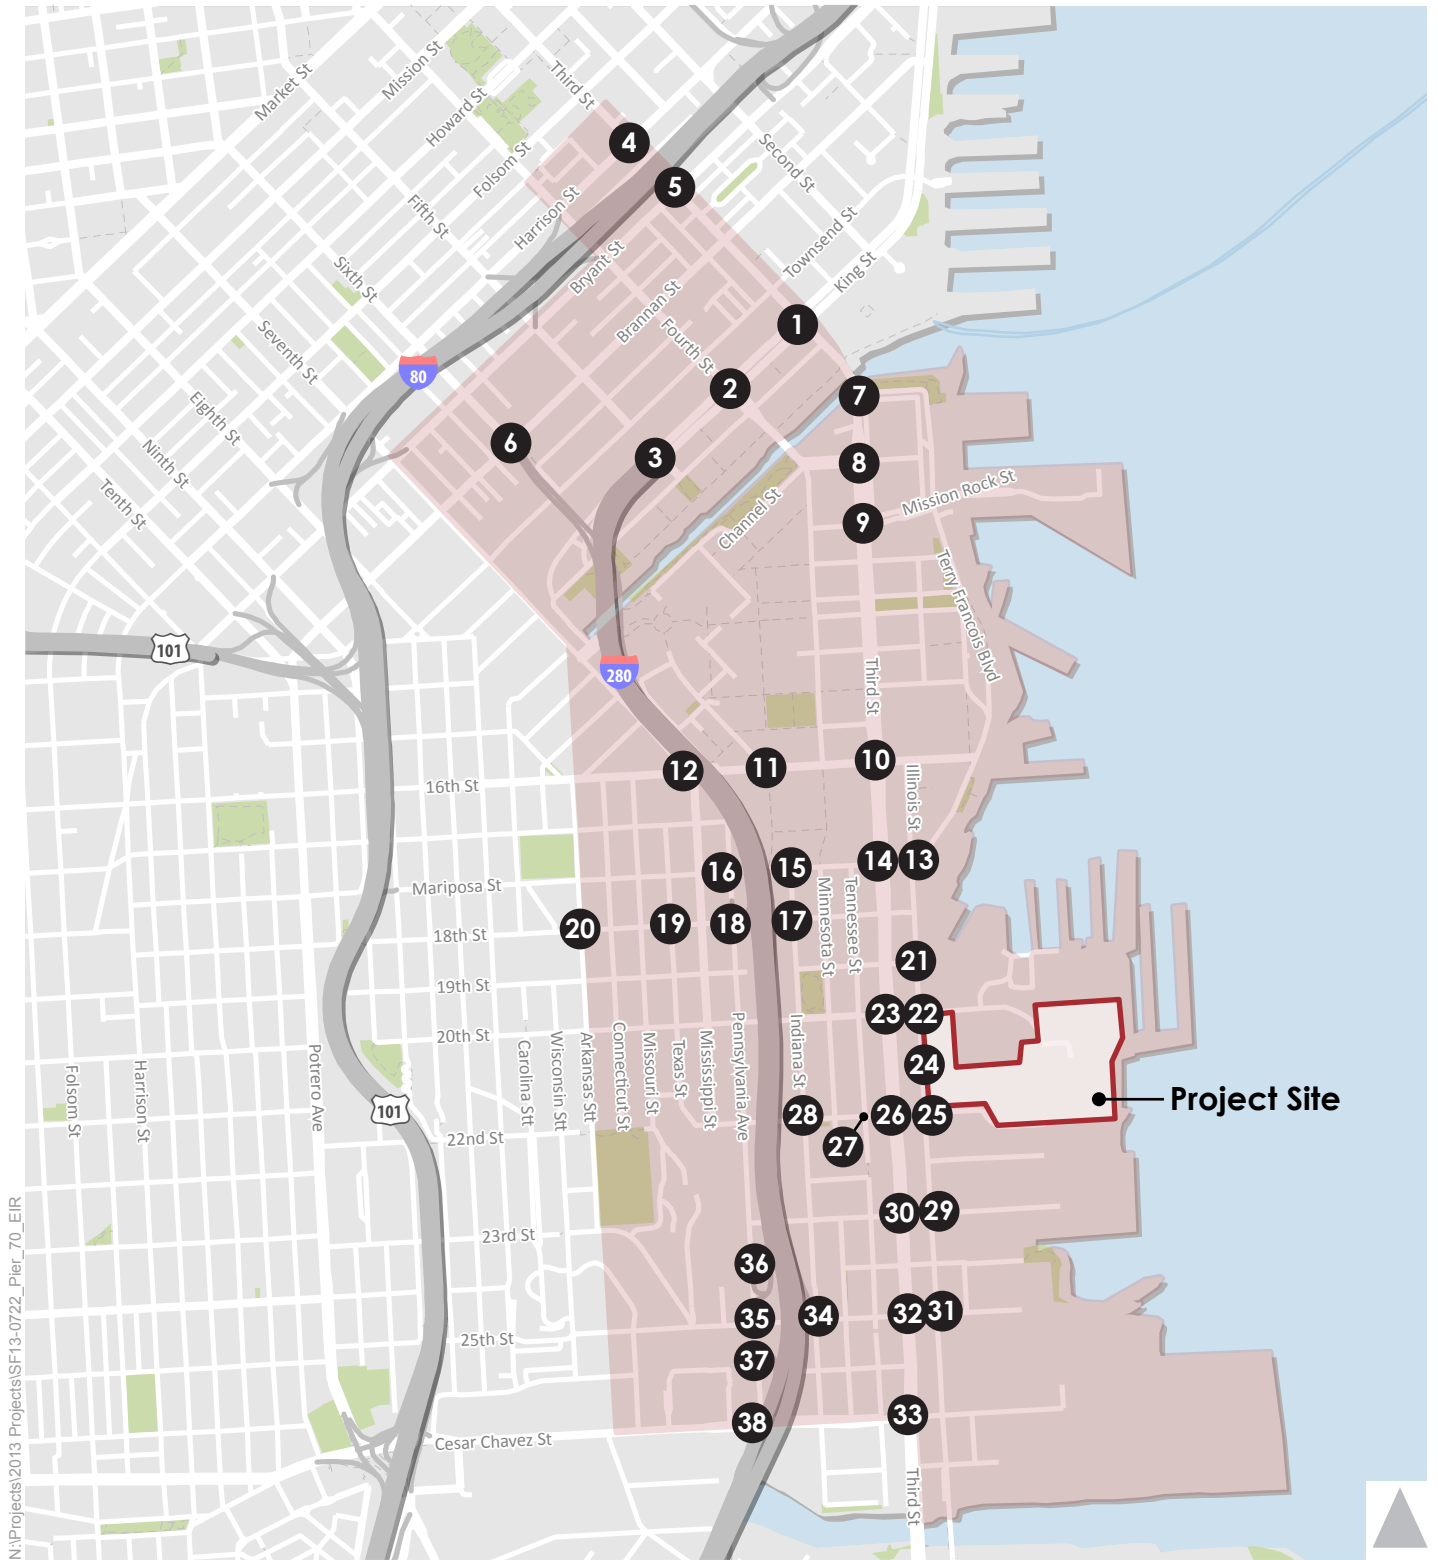 Market St
Mission St
Howard St
Third St
Folsom St
Second St
Fifth St
Harrison St
Townsend St
King St
Bryant St
Sixth St
Brannan St
Fourth St
Seventh St
Eighth St
Ninth St
Tenth St
4
5
1
80
2
7
6
3
8
Mission Rock St
9
Channel St
Terry Francois Blvd
101
280
Third St
12
11
10
16th St
Illinois St
14
13
16
15
Mariposa St
Minnesota St
Tennessee St
20
19
18
17
18th St
21
19th St
23
22
20th St
24
Folsom St
Harrison St
Potrero Ave
Carolina Stt
Wisconsin Stt
Arkansas Stt
Connecticut St
Missouri St
Texas St
Mississippi St
Pennsylvania Ave
Indiana St
Project Site
101
28
26
25
22nd St
27
30
29
23rd St
36
35
34
32
31
25th St
37
38
33
Cesar Chavez St
Third St
N:\Projects\2013 Projects\SF13-0722_Pier_70_EIR